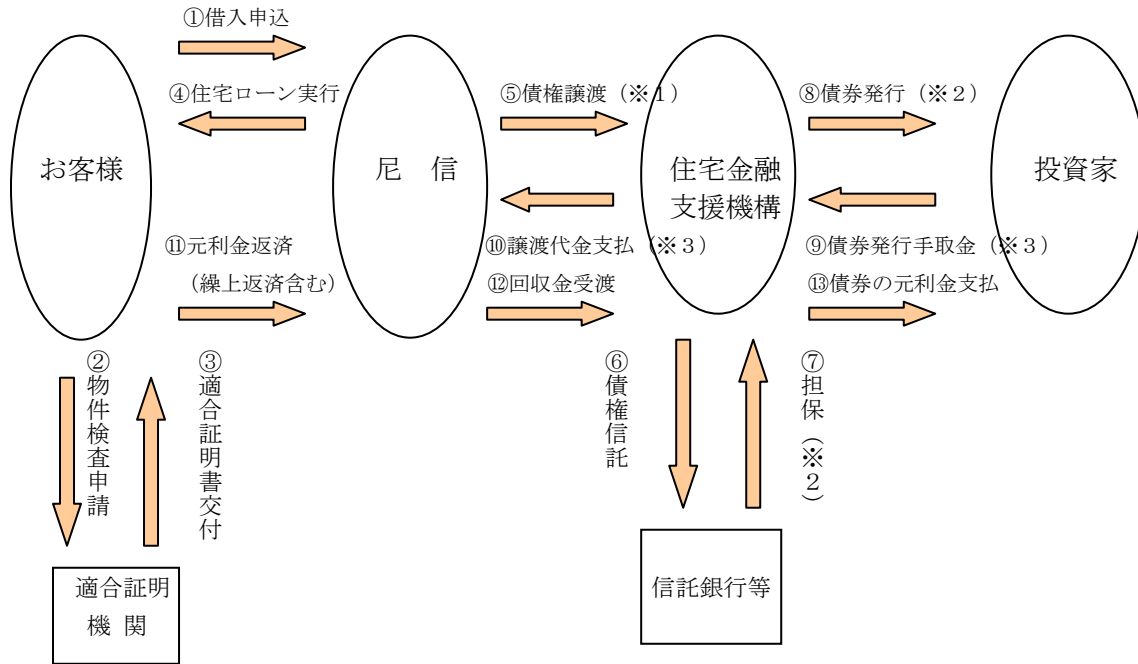 ①借入申込
④住宅ローン実行
⑤債権譲渡（※１）
⑧債券発行（※２）
お客様
尼　信
住宅金融
支援機構
投資家
⑪元利金返済
（繰上返済含む）
⑩譲渡代金支払（※３）
⑫回収金受渡
⑨債券発行手取金（※３）
⑬債券の元利金支払
②物件検査申請
③適合証明書交付
⑥債権信託
⑦担保（※２）
適合証明
機 関
信託銀行等